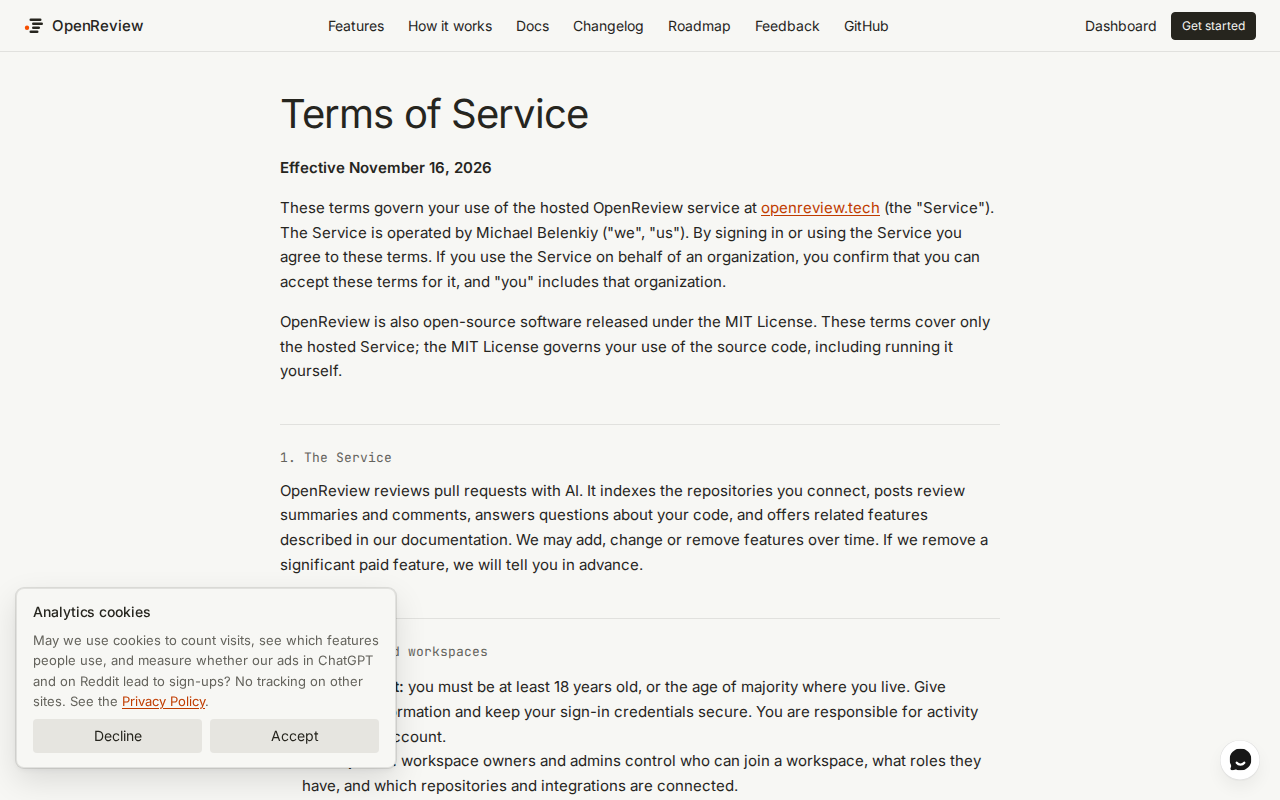 OpenReview
Features How it works Docs Changelog Roadmap Feedback GitHub
Dashboard Get started
Terms of Service
Effective November 16, 2026
These terms govern your use of the hosted OpenReview service at openreview.tech (the "Service").
The Service is operated by Michael Belenkiy ("we", "us"). By signing in or using the Service you
agree to these terms. If you use the Service on behalf of an organization, you confirm that you can
accept these terms for it, and "you" includes that organization.
OpenReview is also open-source software released under the MIT License. These terms cover only
the hosted Service; the MIT License governs your use of the source code, including running it
yourself.
1. The Service
OpenReview reviews pull requests with AI. It indexes the repositories you connect, posts review
summaries and comments, answers questions about your code, and offers related features
described in our documentation. We may add, change or remove features over time. If we remove a
significant paid feature, we will tell you in advance.
workspaces
you must be at least 18 years old, or the age of majority where you live. Give
and keep your sign-in credentials secure. You are responsible for activity
workspace owners and admins control who can join a workspace, what roles they
have, and which repositories and integrations are connected.
Analytics cookies
May we use cookies to count visits, see which features
people use, and measure whether our ads in ChatGPT
and on Reddit lead to sign-ups? No tracking on other
sites. See the Privacy Policy.
Decline Accept